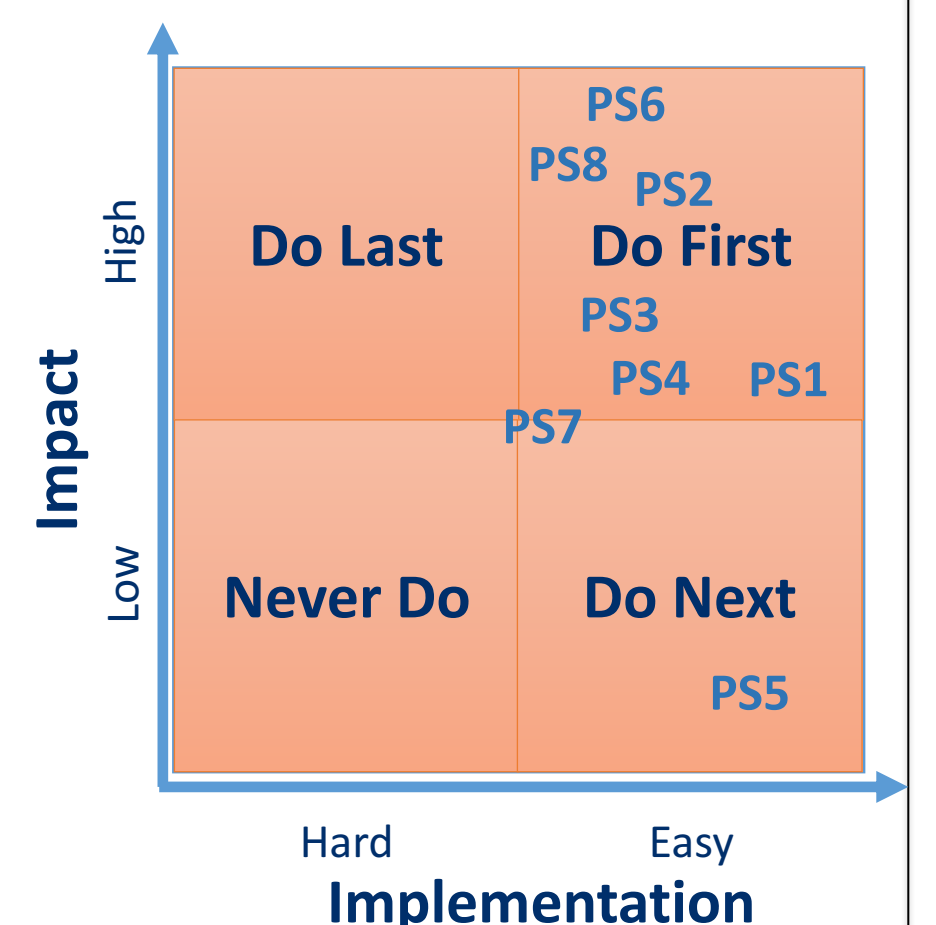 PS6
PS8
PS2
High
Do Last
Do First
PS3
PS4
PS1
Impact
PS7
Low
Never Do
Do Next
PS5
Hard
Easy
Implementation